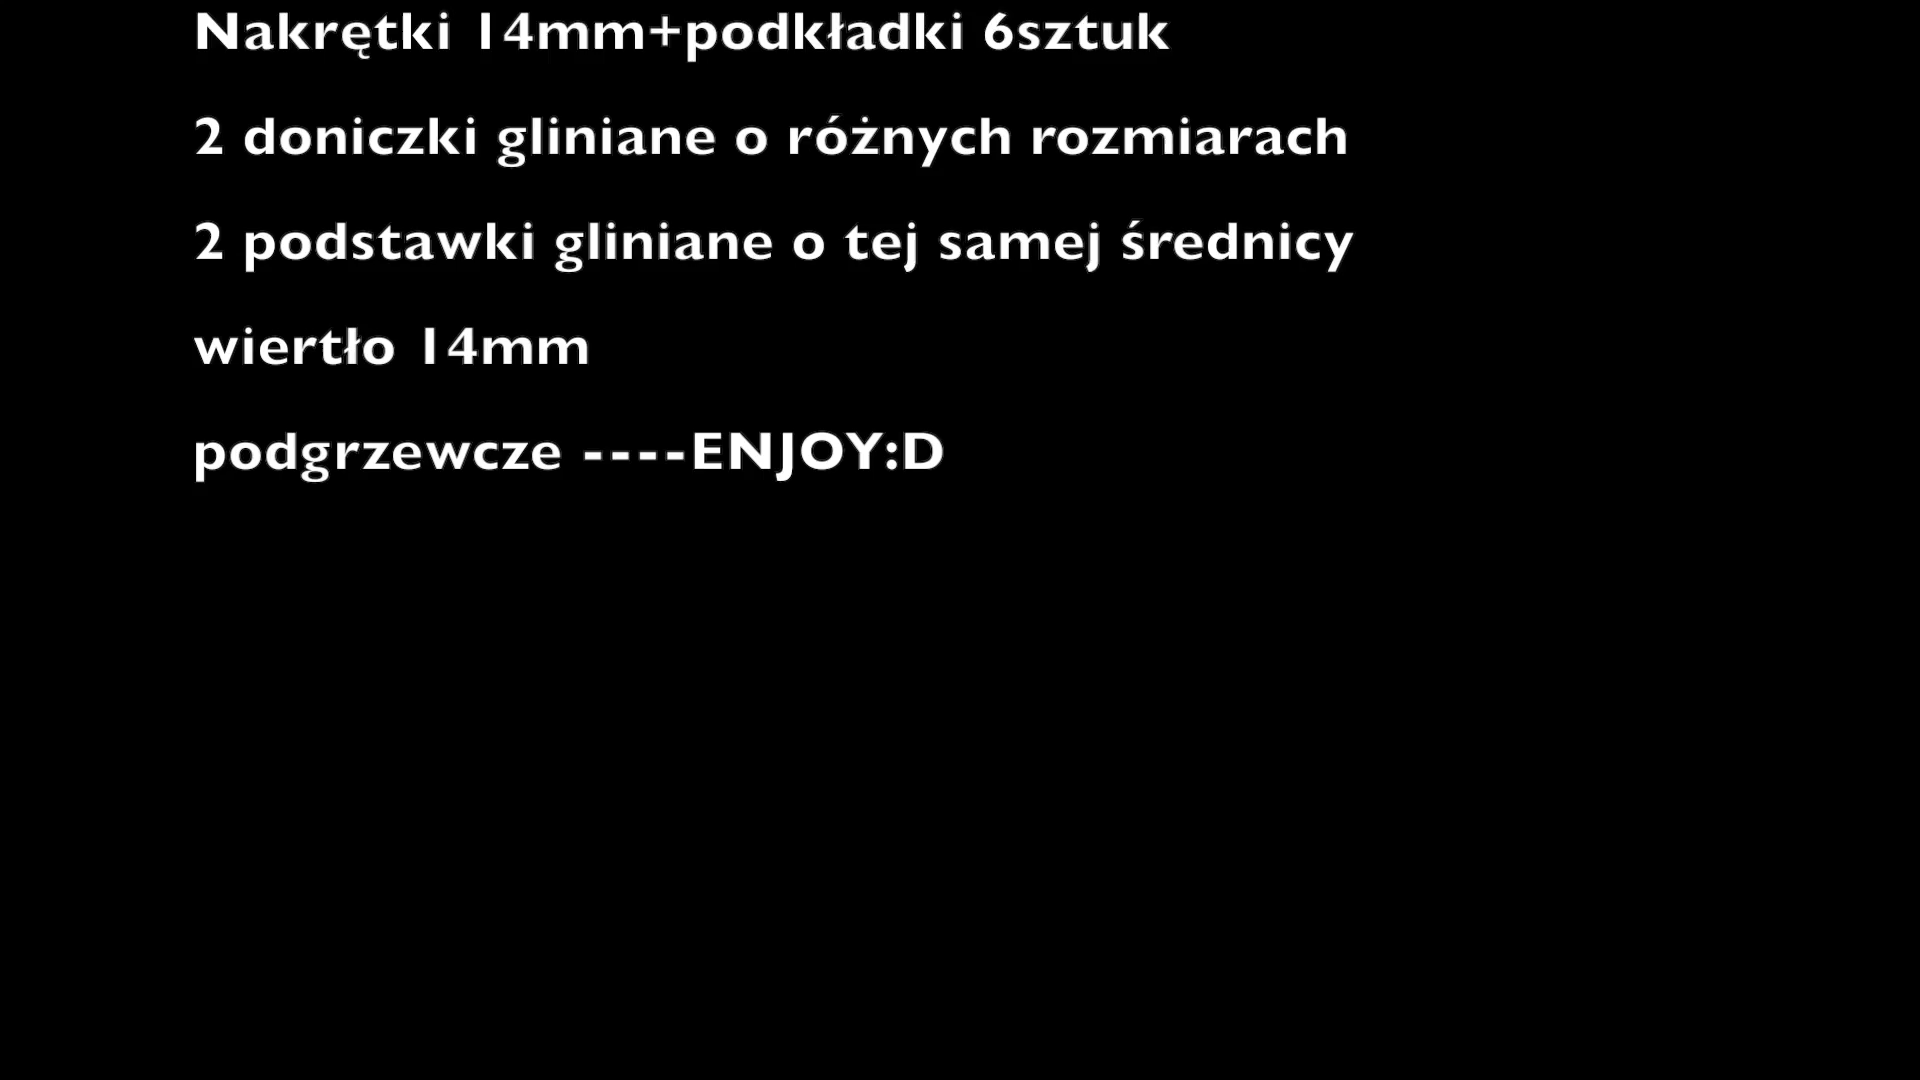 Nakrętki 14mm+podkładki 6sztuk
2 doniczki gliniane o różnych rozmiarach
2 podstawki gliniane o tej samej średnicy
wiertło 14mm
podgrzewcze ----ENJOY:D